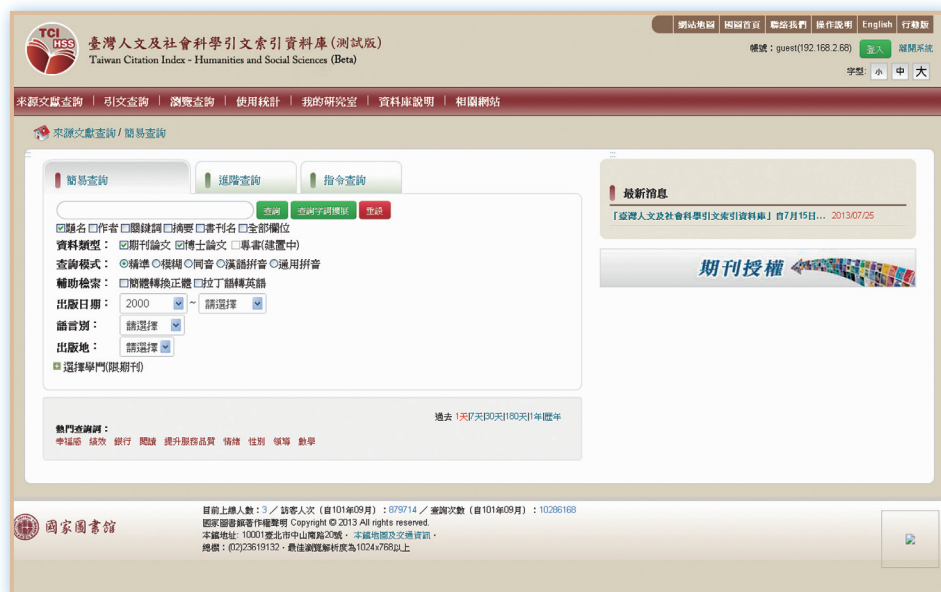 網站地圖 國圖首頁 聯絡我們 操作說明 English 行動版
TCI
HSS
臺灣人文及社會科學引文索引資料庫(測試版)
Taiwan Citation Index - Humanities and Social Sciences (Beta)
帳號：guest(192.168.2.68) 登入 離開系統
字型: 小 中 大
來源文獻查詢 | 引文查詢 | 瀏覽查詢 | 使用統計 | 我的研究室 | 資料庫說明 | 相關網站
來源文獻查詢 / 簡易查詢
簡易查詢 進階查詢 指令查詢
查詢 查詢字詞擴展 重設
題名 作者 關鍵詞 摘要 書刊名 全部欄位
資料類型： 期刊論文 博士論文 專書(建置中)
查詢模式： 精準 模糊 同音 漢語拼音 通用拼音
輔助檢索： 簡體轉換正體 拉丁語轉英語
出版日期： 2000 ~ 請選擇
語言別： 請選擇
出版地： 請選擇
選擇學門(限期刊)
過去 1天|7天|30天|180天|1年|歷年
熱門查詢詞：
幸福感 績效 銀行 閱讀 提升服務品質 情緒 性別 領導 數學
最新消息
「臺灣人文及社會科學引文索引資料庫」自7月15日... 2013/07/25
期刊授權
國家圖書館
目前上線人數：3 ／ 訪客人次（自101年09月）：879714 ／ 查詢次數（自101年09月）：10286168
國家圖書館著作權聲明 Copyright © 2013 All rights reserved.
本館地址: 10001臺北市中山南路20號 · 本館地圖及交通資訊 ·
總機：(02)23619132 · 最佳瀏覽解析度為1024x768以上